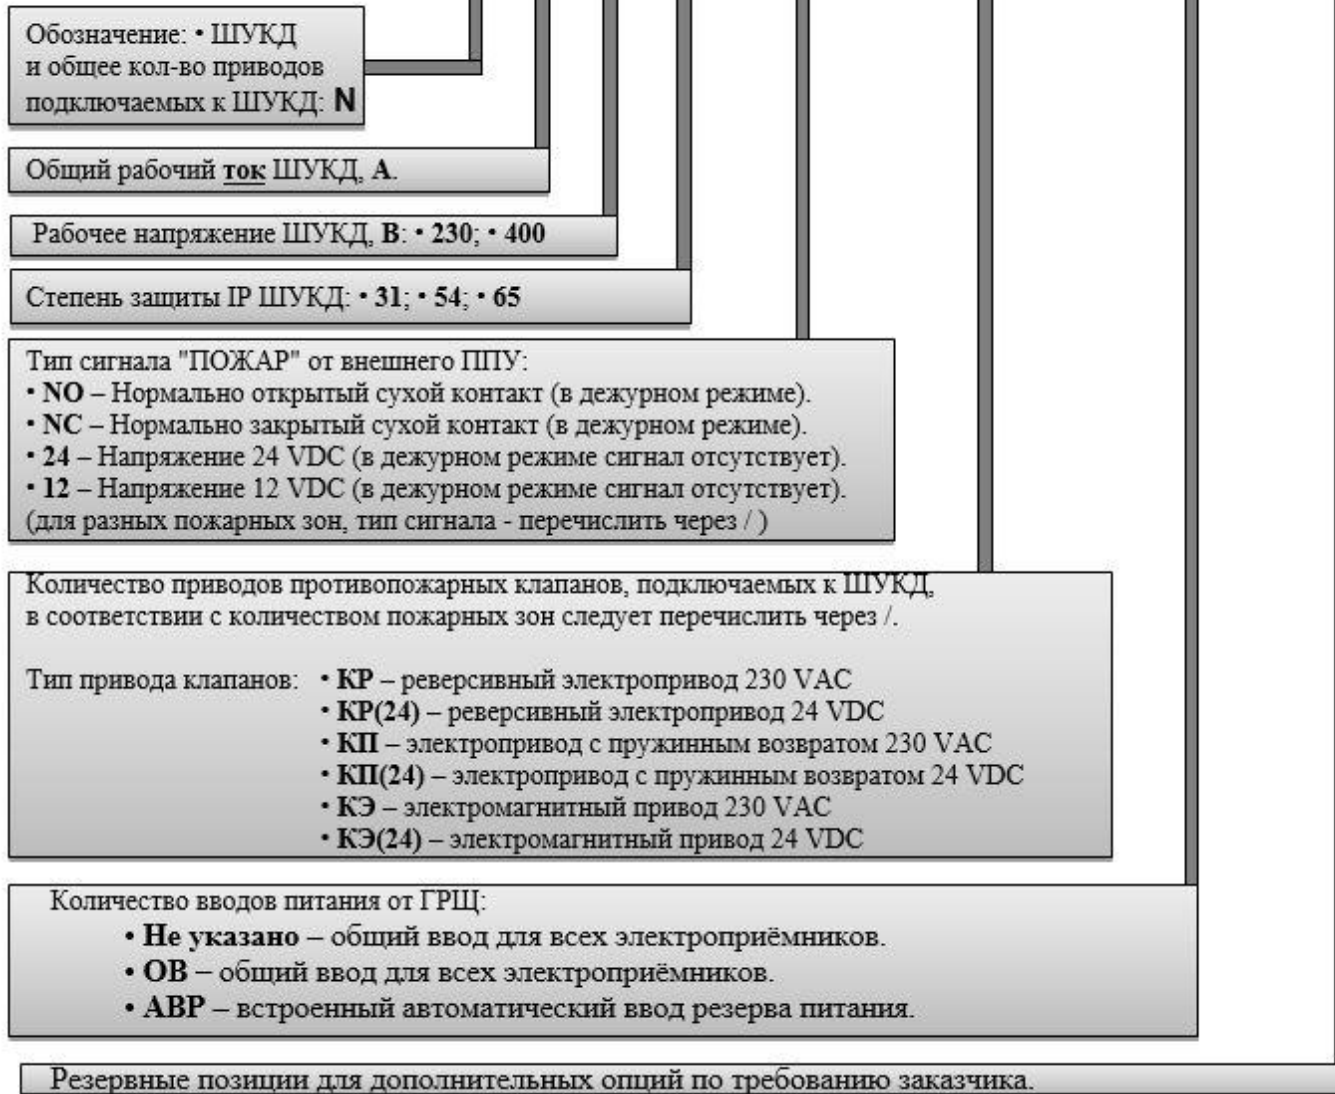 Обозначение: • ШУКД
и общее кол-во приводов
подключаемых к ШУКД: N
Общий рабочий ток ШУКД, А.
Рабочее напряжение ШУКД, В: • 230; • 400
Степень защиты IP ШУКД: • 31; • 54; • 65
Тип сигнала "ПОЖАР" от внешнего ППУ:
• NO – Нормально открытый сухой контакт (в дежурном режиме).
• NC – Нормально закрытый сухой контакт (в дежурном режиме).
• 24 – Напряжение 24 VDC (в дежурном режиме сигнал отсутствует).
• 12 – Напряжение 12 VDC (в дежурном режиме сигнал отсутствует).
(для разных пожарных зон, тип сигнала - перечислить через / )
Количество приводов противопожарных клапанов, подключаемых к ШУКД,
в соответствии с количеством пожарных зон следует перечислить через /.
Тип привода клапанов: • КР – реверсивный электропривод 230 VAC
• КР(24) – реверсивный электропривод 24 VDC
• КП – электропривод с пружинным возвратом 230 VAC
• КП(24) – электропривод с пружинным возвратом 24 VDC
• КЭ – электромагнитный привод 230 VAC
• КЭ(24) – электромагнитный привод 24 VDC
Количество вводов питания от ГРЩ:
• Не указано – общий ввод для всех электроприёмников.
• ОВ – общий ввод для всех электроприёмников.
• АВР – встроенный автоматический ввод резерва питания.
Резервные позиции для дополнительных опций по требованию заказчика.